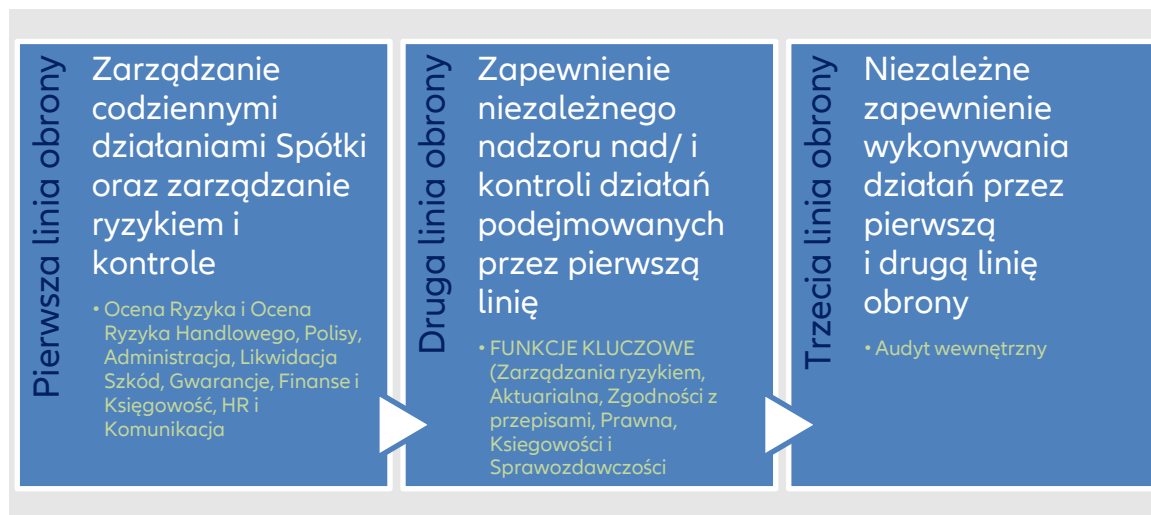 Pierwsza linia obrony
Zarządzanie
codziennymi
działaniami Spółki
oraz zarządzanie
ryzykiem i
kontrole
• Ocena Ryzyka i Ocena
Ryzyka Handlowego, Polisy,
Administracja, Likwidacja
Szkód, Gwarancje, Finanse i
Księgowość, HR i
Komunikacja
Druga linia obrony
Zapewnienie
niezależnego
nadzoru nad/ i
kontroli działań
podejmowanych
przez pierwszą
linię
• FUNKCJE KLUCZOWE
(Zarządzania ryzykiem,
Aktuarialna, Zgodności z
przepisami, Prawna,
Ksiegowości i
Sprawozdawczości
Trzecia linia obrony
Niezależne
zapewnienie
wykonywania
działań przez
pierwszą
i drugą linię
obrony
• Audyt wewnętrzny